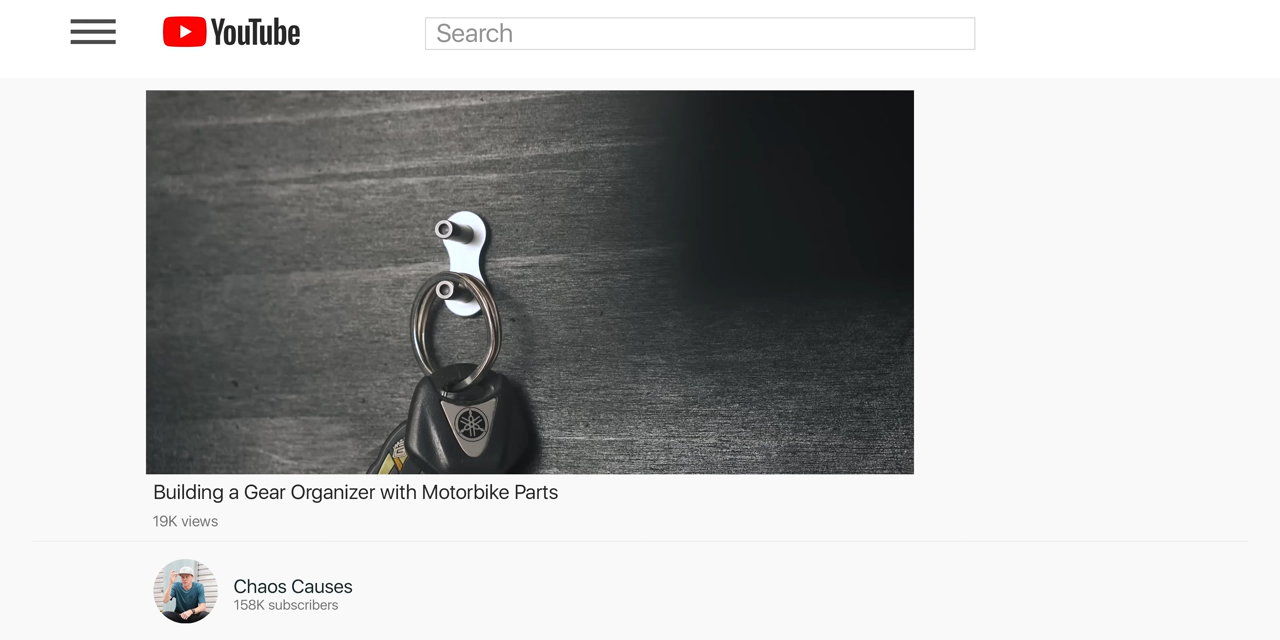 YouTube
Search
Building a Gear Organizer with Motorbike Parts
19K views
Chaos Causes
158K subscribers